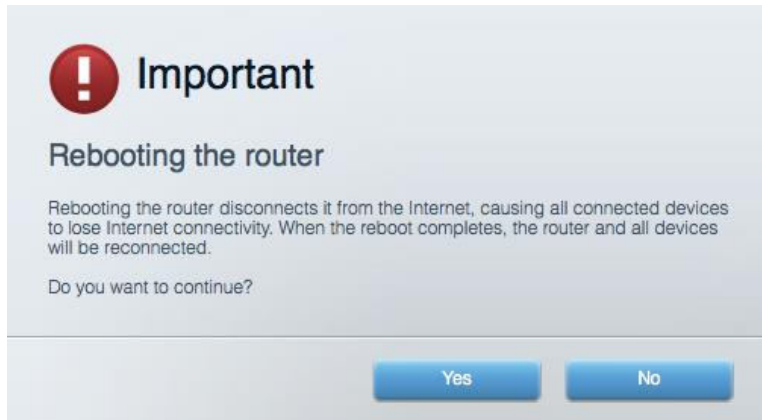 Important
Rebooting the router
Rebooting the router disconnects it from the Internet, causing all connected devices
to lose Internet connectivity. When the reboot completes, the router and all devices
will be reconnected.
Do you want to continue?
Yes No